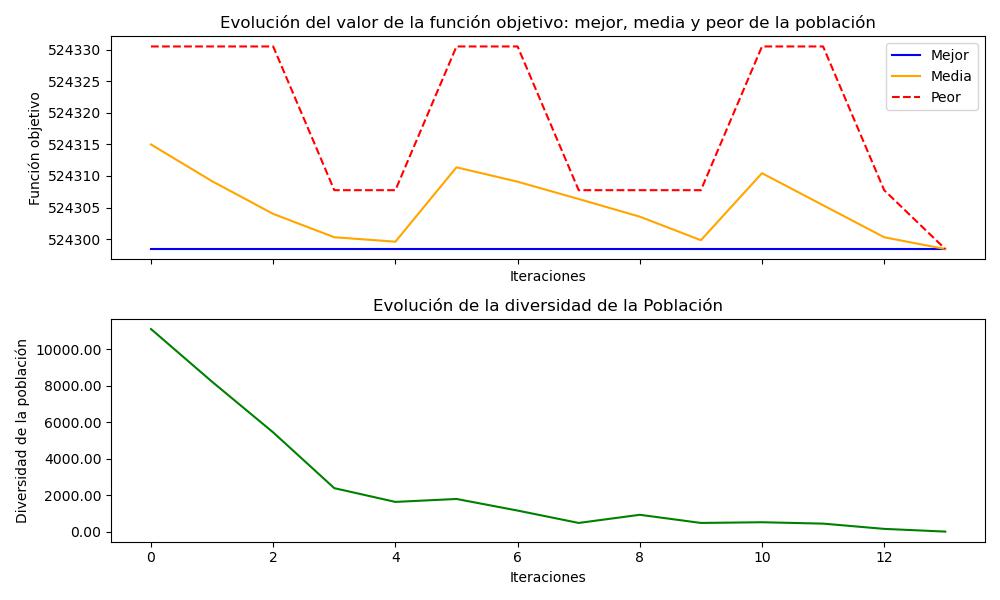 Evolución del valor de la función objetivo: mejor, media y peor de la población
Función objetivo
524330
524325
524320
524315
524310
524305
524300
Mejor
Media
Peor
Iteraciones
Evolución de la diversidad de la Población
Diversidad de la población
10000.00
8000.00
6000.00
4000.00
2000.00
0.00
0 2 4 6 8 10 12
Iteraciones